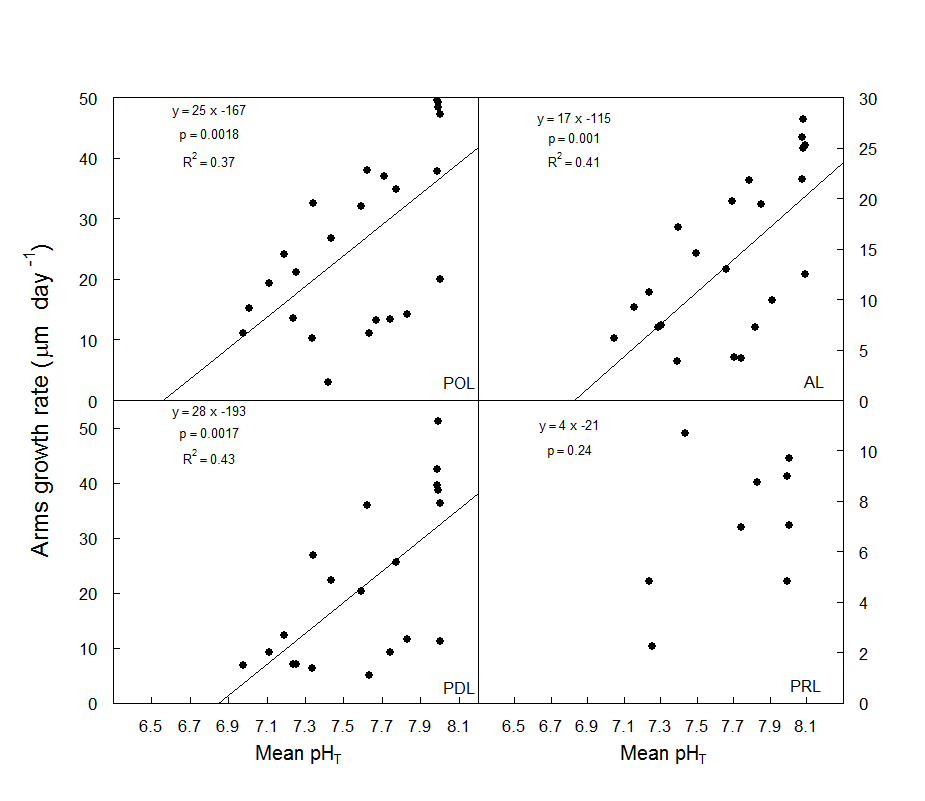 50
y = 25 x -167
p = 0.0018
R² = 0.37
40
30
20
10
0
POL
y = 17 x -115
p = 0.001
R² = 0.41
30
25
20
15
10
5
0
AL
Arms growth rate (μm day⁻¹)
y = 28 x -193
p = 0.0017
R² = 0.43
50
40
30
20
10
0
PDL
y = 4 x -21
p = 0.24
10
8
6
4
2
0
PRL
6.5 6.7 6.9 7.1 7.3 7.5 7.7 7.9 8.1
6.5 6.7 6.9 7.1 7.3 7.5 7.7 7.9 8.1
Mean pH_T
Mean pH_T